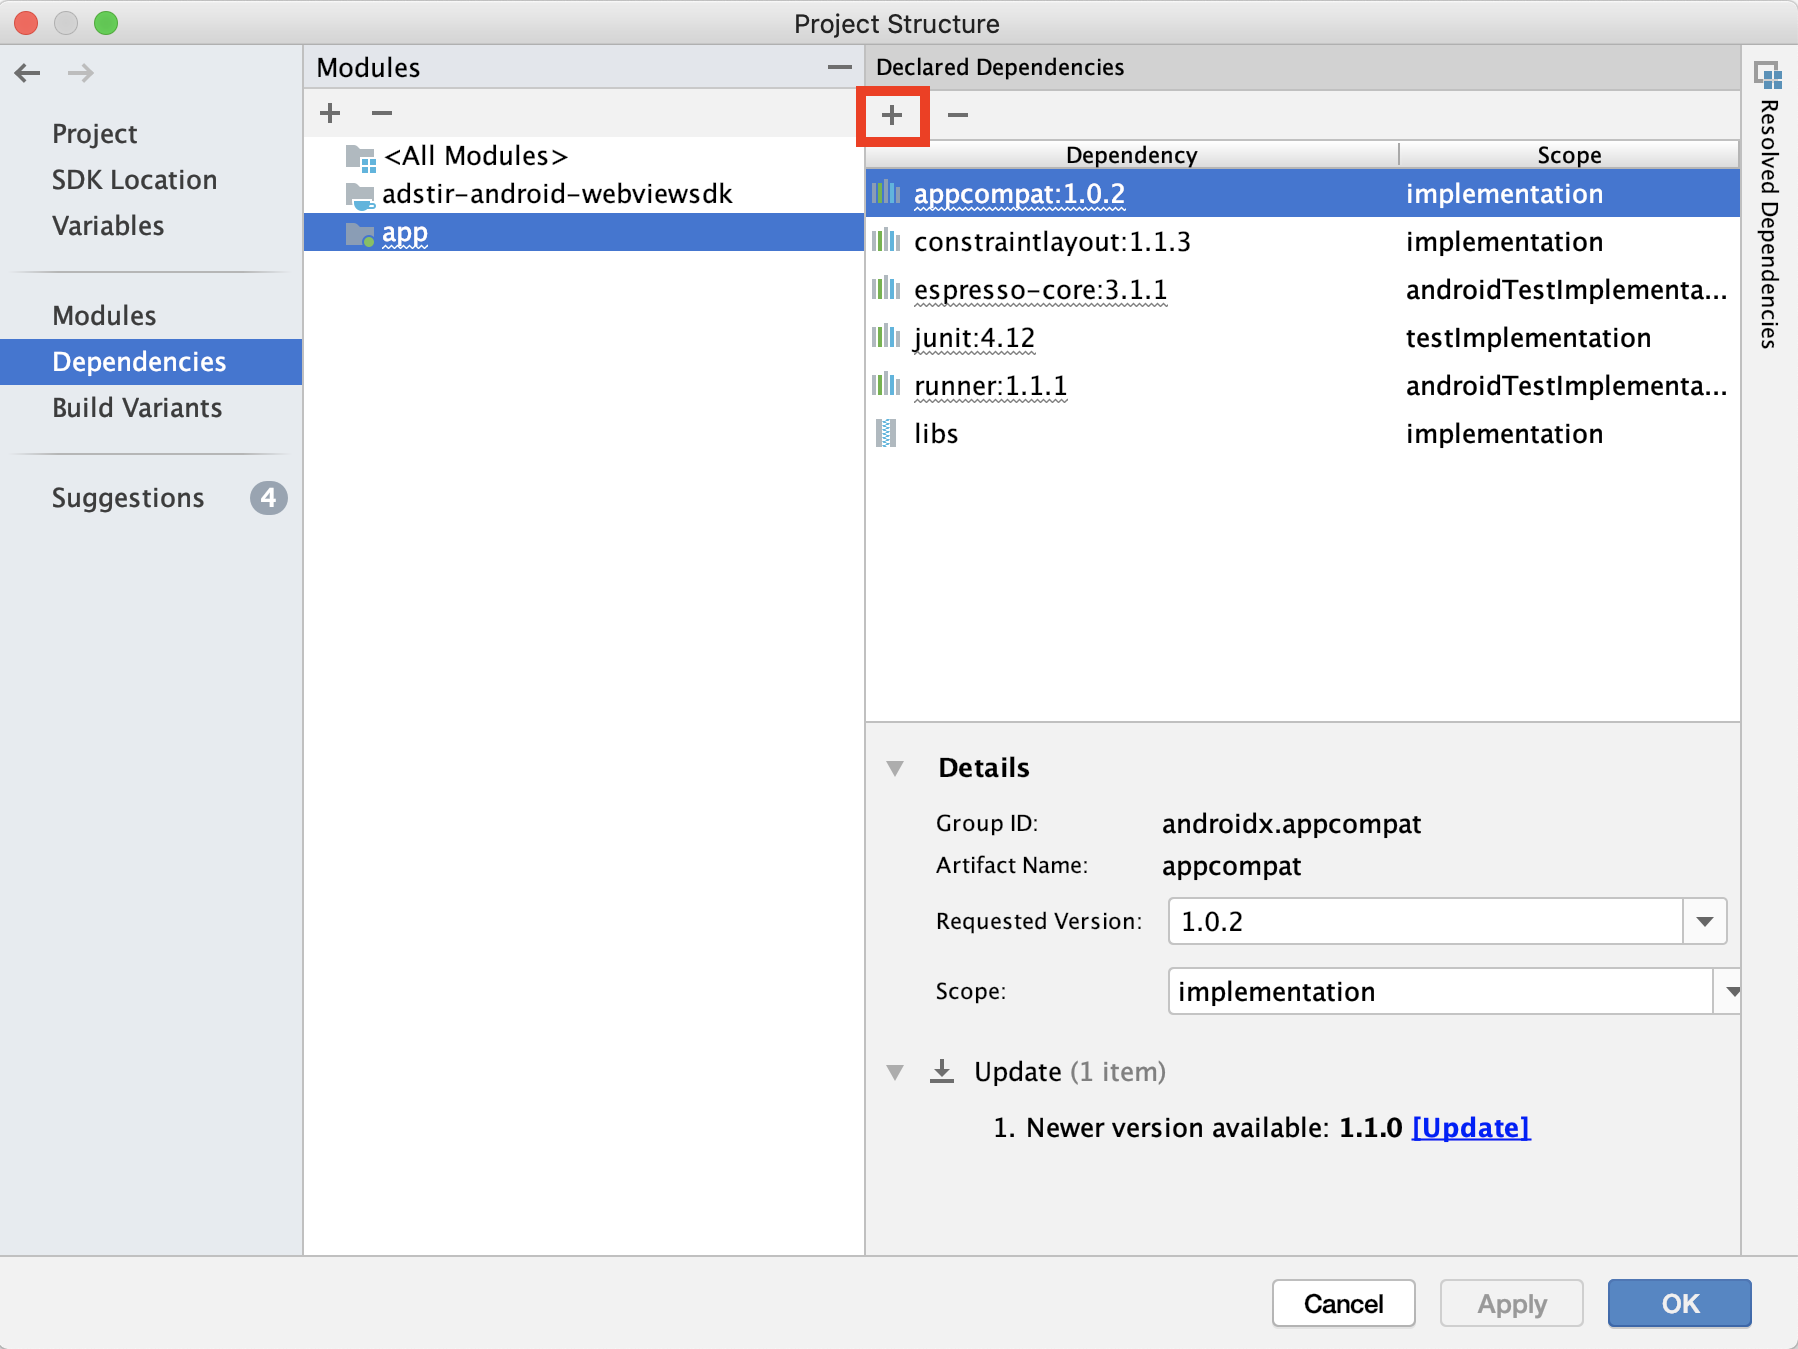 Project Structure
Project
SDK Location
Variables
Modules
Dependencies
Build Variants
Suggestions 4
Modules
<All Modules>
adstir-android-webviewsdk
app
Declared Dependencies
Dependency Scope
appcompat:1.0.2 implementation
constraintlayout:1.1.3 implementation
espresso-core:3.1.1 androidTestImplementa...
junit:4.12 testImplementation
runner:1.1.1 androidTestImplementa...
libs implementation
Details
Group ID: androidx.appcompat
Artifact Name: appcompat
Requested Version: 1.0.2
Scope: implementation
Update (1 item)
1. Newer version available: 1.1.0 [Update]
Resolved Dependencies
Cancel Apply OK